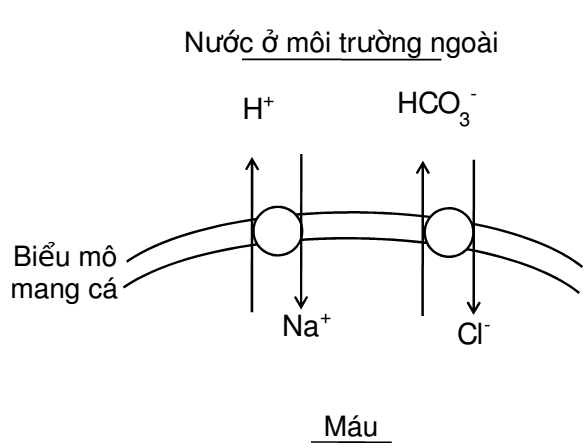 Nước ở môi trường ngoài
H⁺
HCO₃⁻
Biểu mô
mang cá
Na⁺
Cl⁻
Máu